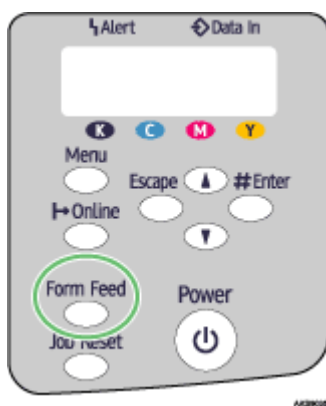 Alert Data In
K C M Y
Menu
Escape #Enter
Online
Form Feed Power
Job Reset